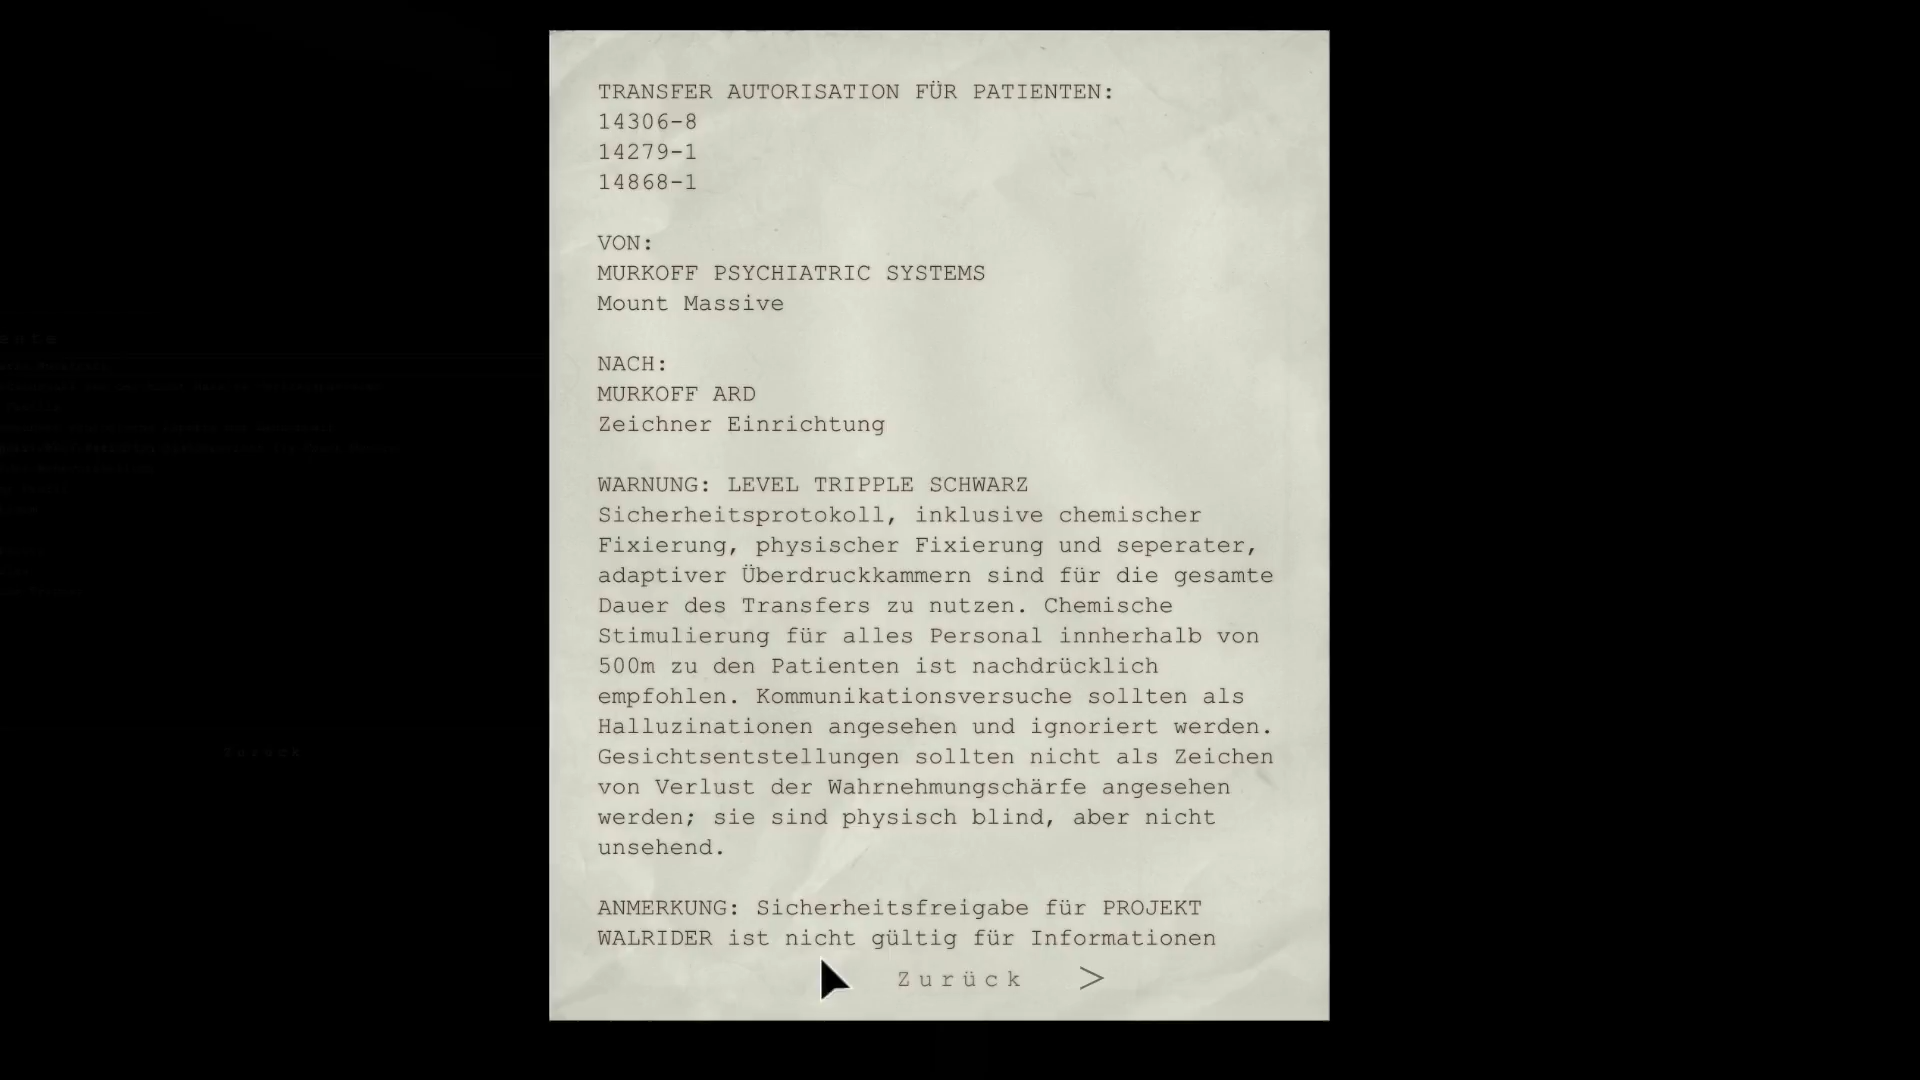 TRANSFER AUTORISATION FÜR PATIENTEN:
14306-8
14279-1
14868-1
VON:
MURKOFF PSYCHIATRIC SYSTEMS
Mount Massive
NACH:
MURKOFF ARD
Zeichner Einrichtung
WARNUNG: LEVEL TRIPPLE SCHWARZ
Sicherheitsprotokoll, inklusive chemischer
Fixierung, physischer Fixierung und seperater,
adaptiver Überdruckkammern sind für die gesamte
Dauer des Transfers zu nutzen. Chemische
Stimulierung für alles Personal innherhalb von
500m zu den Patienten ist nachdrücklich
empfohlen. Kommunikationsversuche sollten als
Halluzinationen angesehen und ignoriert werden.
Gesichtsentstellungen sollten nicht als Zeichen
von Verlust der Wahrnehmungschärfe angesehen
werden; sie sind physisch blind, aber nicht
unsehend.
ANMERKUNG: Sicherheitsfreigabe für PROJEKT
WALRIDER ist nicht gültig für Informationen
Zurück >
Zurück